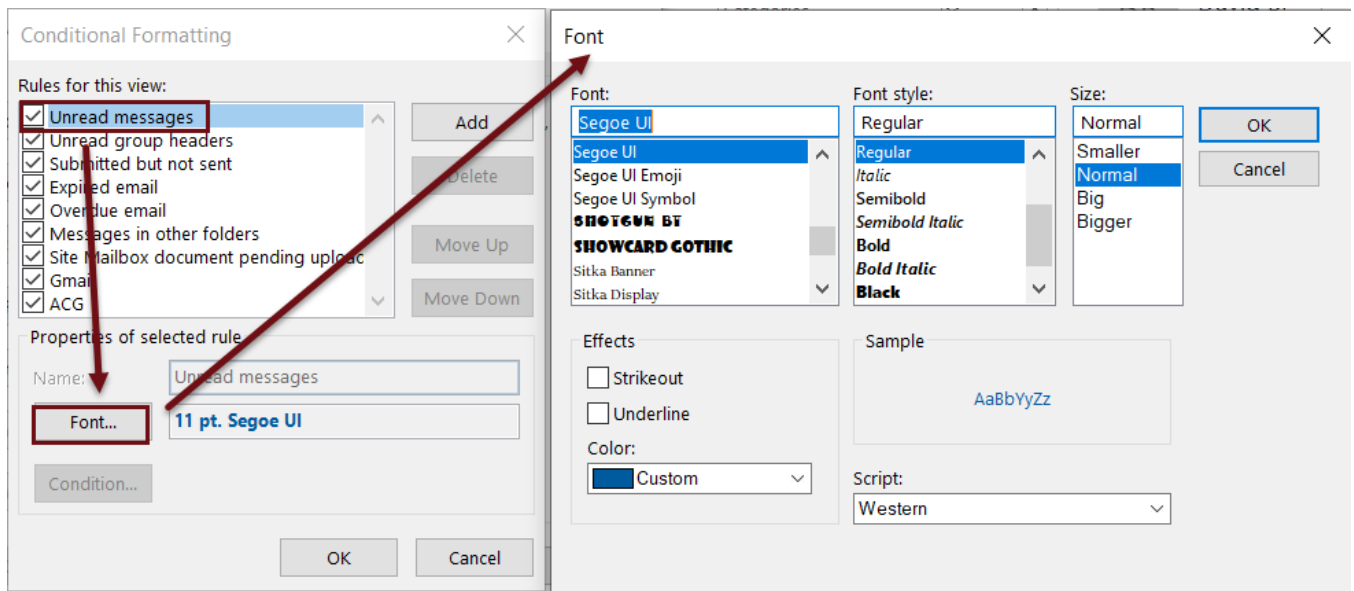 Conditional Formatting
Rules for this view:
Unread messages
Unread group headers
Submitted but not sent
Expired email
Overdue email
Messages in other folders
Site Mailbox document pending uploac
Gmail
ACG
Add
Delete
Move Up
Move Down
Properties of selected rule
Name:
Unread messages
Font...
11 pt. Segoe UI
Condition...
OK
Cancel
Font
Font:
Segoe UI
Segoe UI
Segoe UI Emoji
Segoe UI Symbol
SHOTGUN BT
SHOWCARD GOTHIC
Sitka Banner
Sitka Display
Font style:
Regular
Regular
Italic
Semibold
Semibold Italic
Bold
Bold Italic
Black
Size:
Normal
Smaller
Normal
Big
Bigger
OK
Cancel
Effects
Strikeout
Underline
Color:
Custom
Sample
AaBbYyZz
Script:
Western